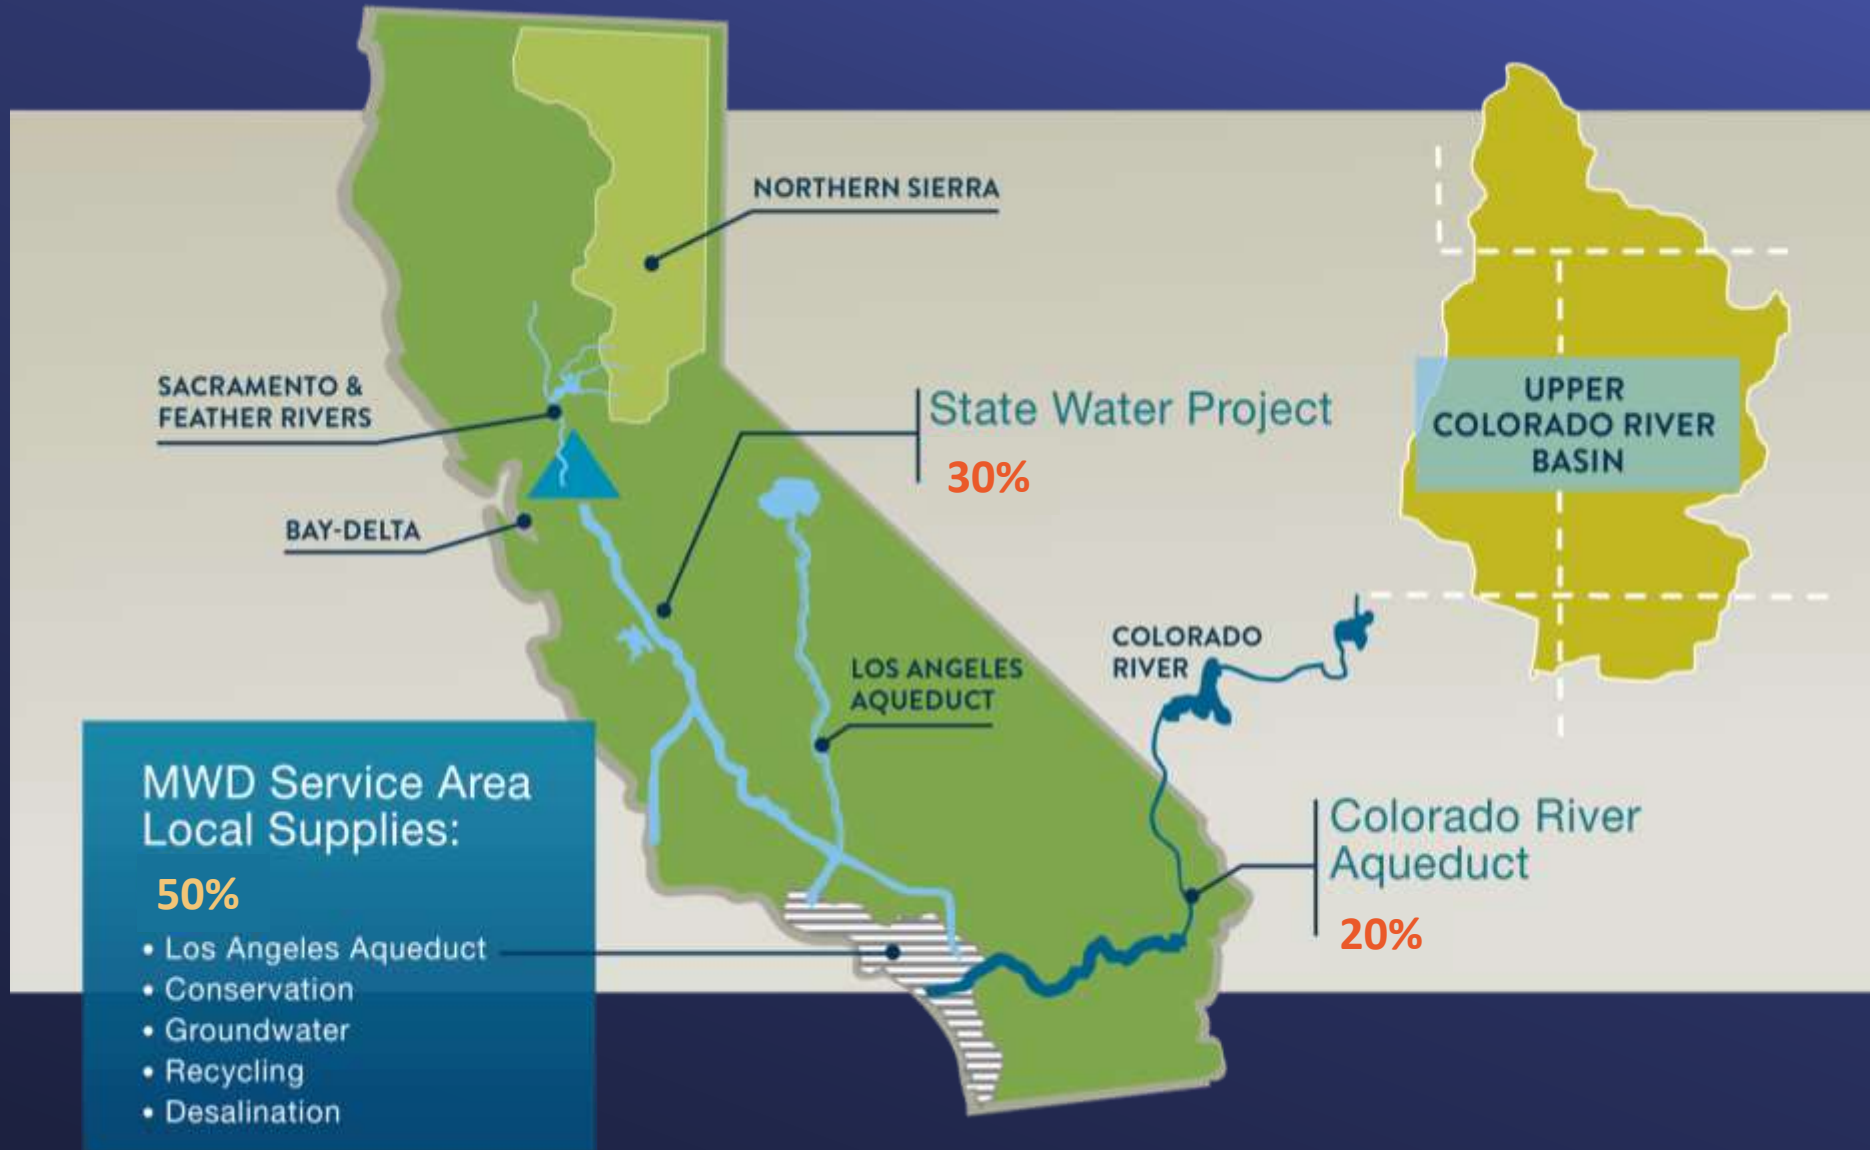 NORTHERN SIERRA
SACRAMENTO &
FEATHER RIVERS
State Water Project
30%
UPPER
COLORADO RIVER
BASIN
BAY-DELTA
COLORADO
RIVER
LOS ANGELES
AQUEDUCT
MWD Service Area
Local Supplies:
50%
• Los Angeles Aqueduct
• Conservation
• Groundwater
• Recycling
• Desalination
Colorado River
Aqueduct
20%